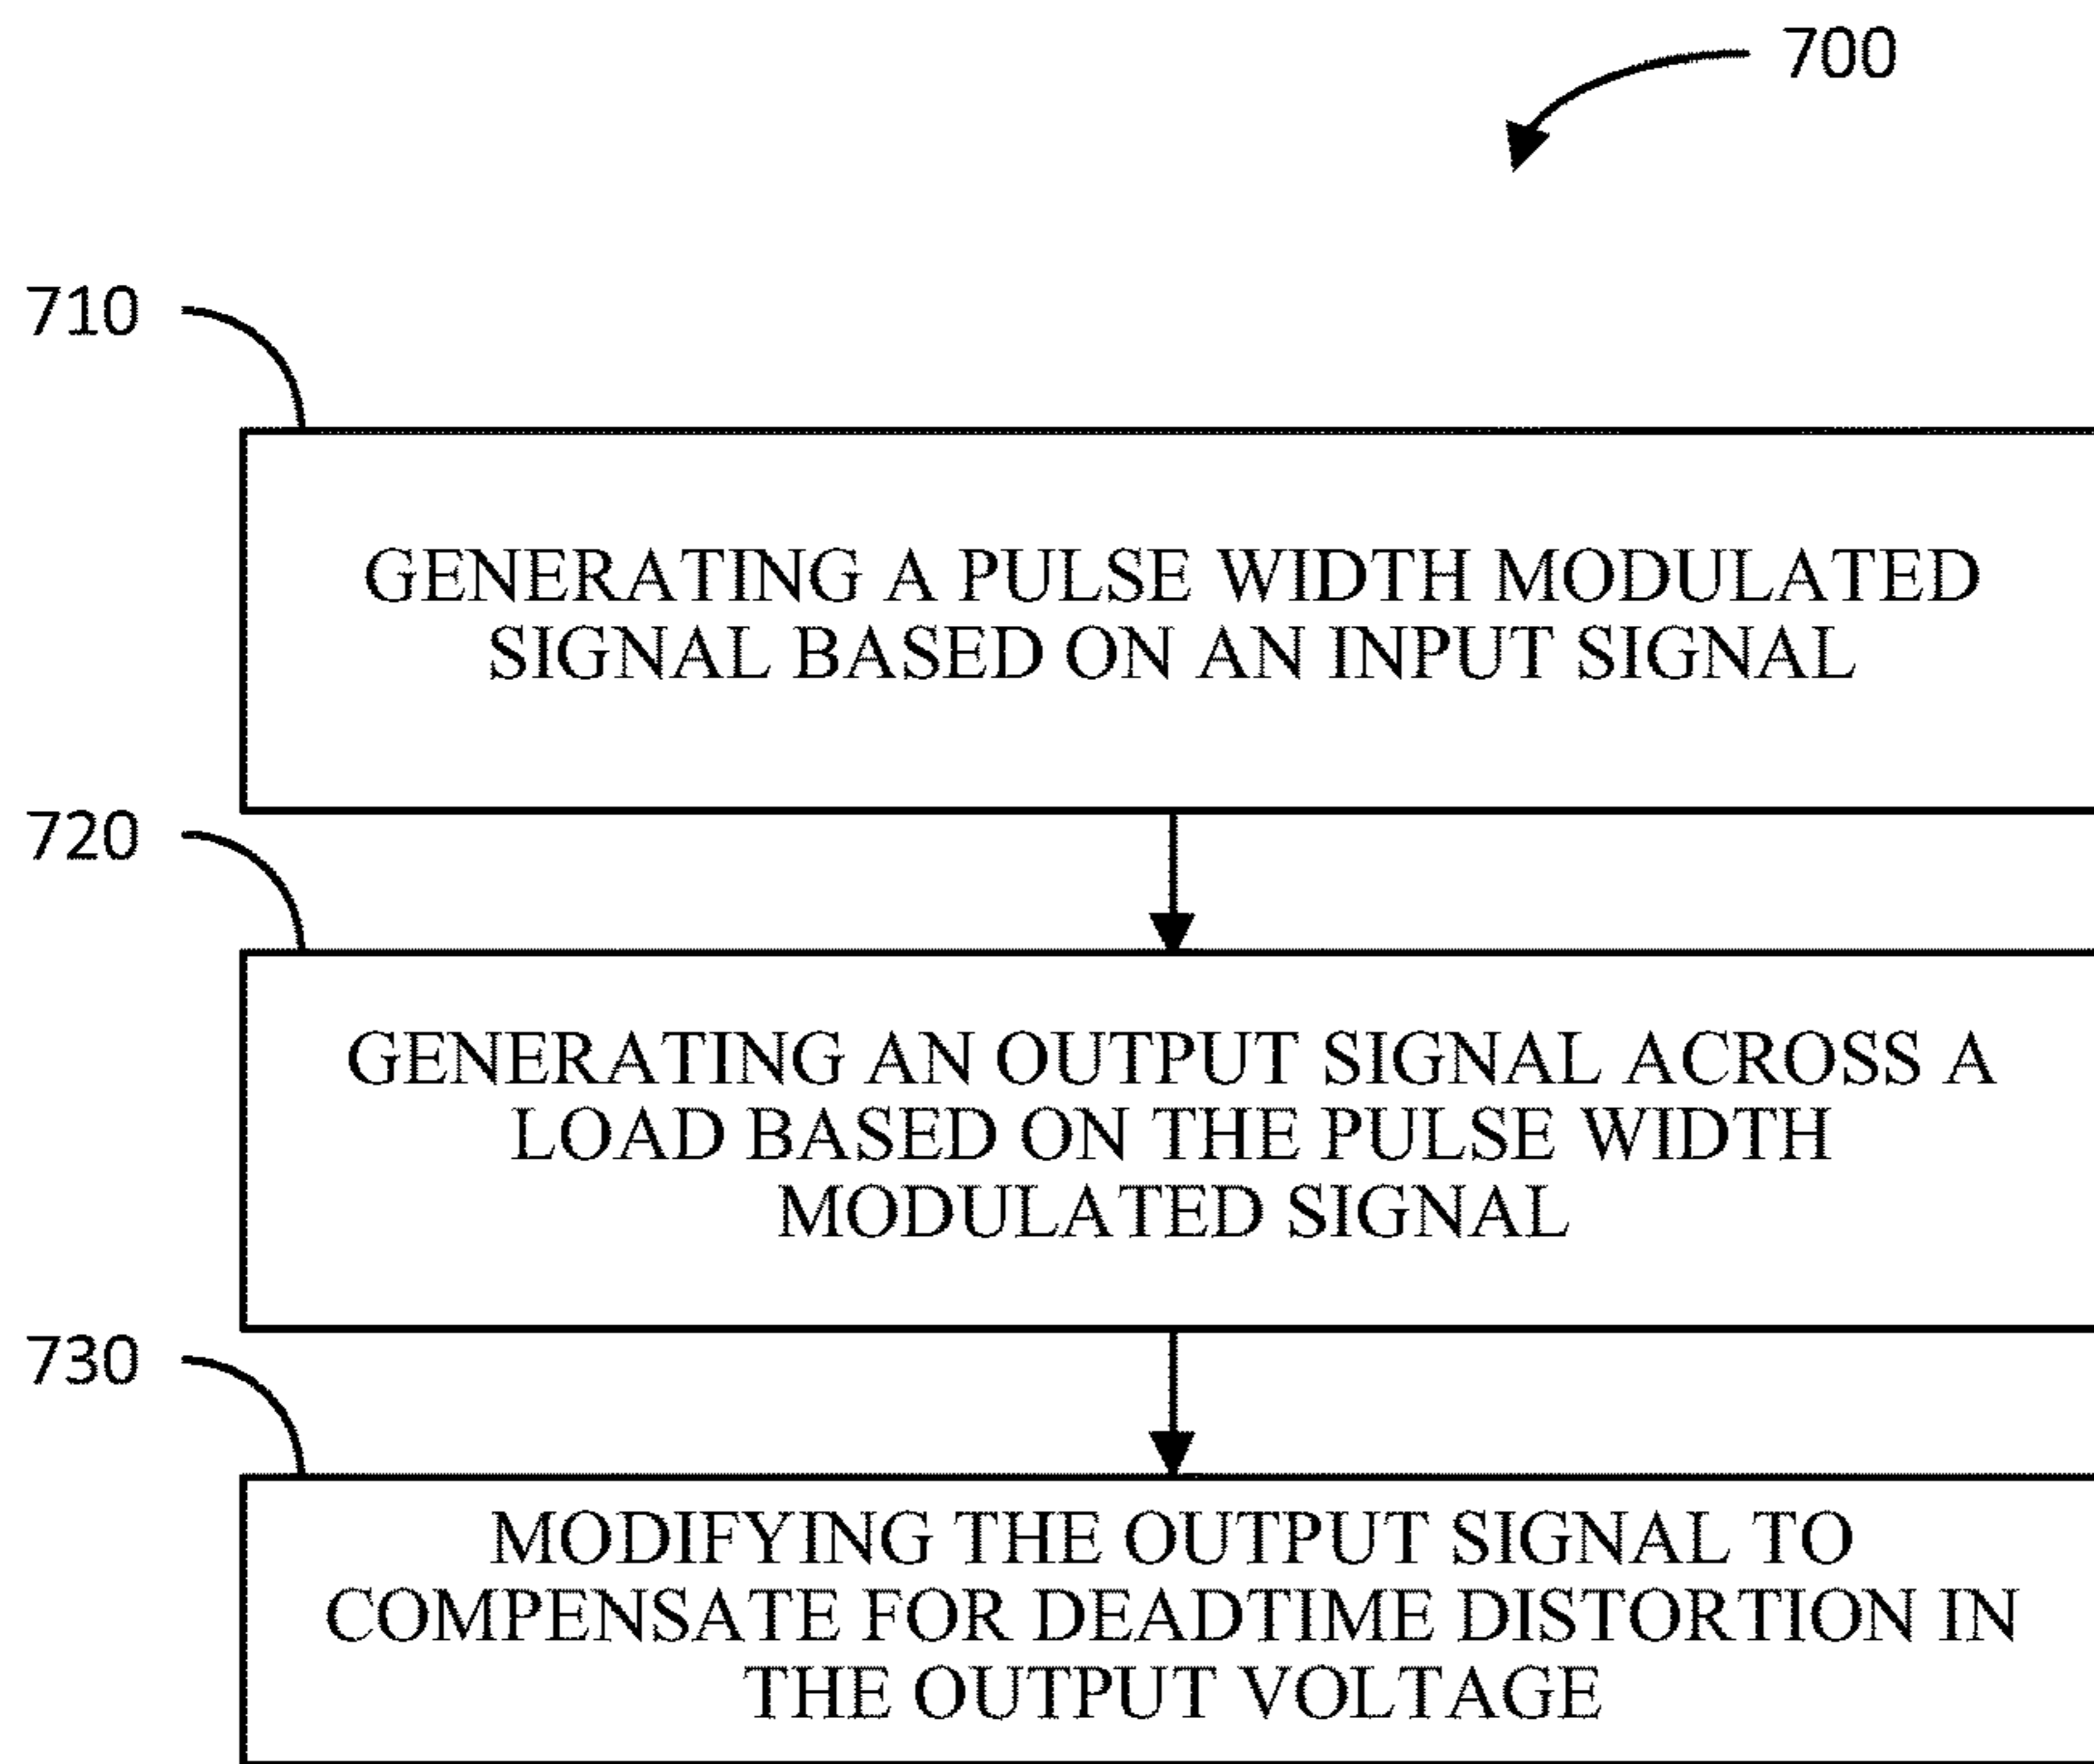 700
710
GENERATING A PULSE WIDTH MODULATED
SIGNAL BASED ON AN INPUT SIGNAL
720
GENERATING AN OUTPUT SIGNAL ACROSS A
LOAD BASED ON THE PULSE WIDTH
MODULATED SIGNAL
730
MODIFYING THE OUTPUT SIGNAL TO
COMPENSATE FOR DEADTIME DISTORTION IN
THE OUTPUT VOLTAGE